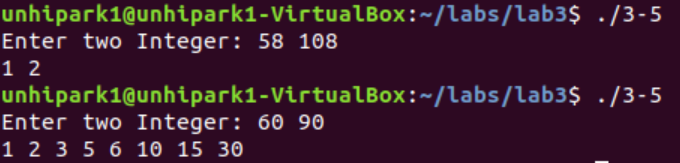 unhipark1@unhipark1-VirtualBox:~/labs/lab3$ ./3-5
Enter two Integer: 58 108
1 2
unhipark1@unhipark1-VirtualBox:~/labs/lab3$ ./3-5
Enter two Integer: 60 90
1 2 3 5 6 10 15 30